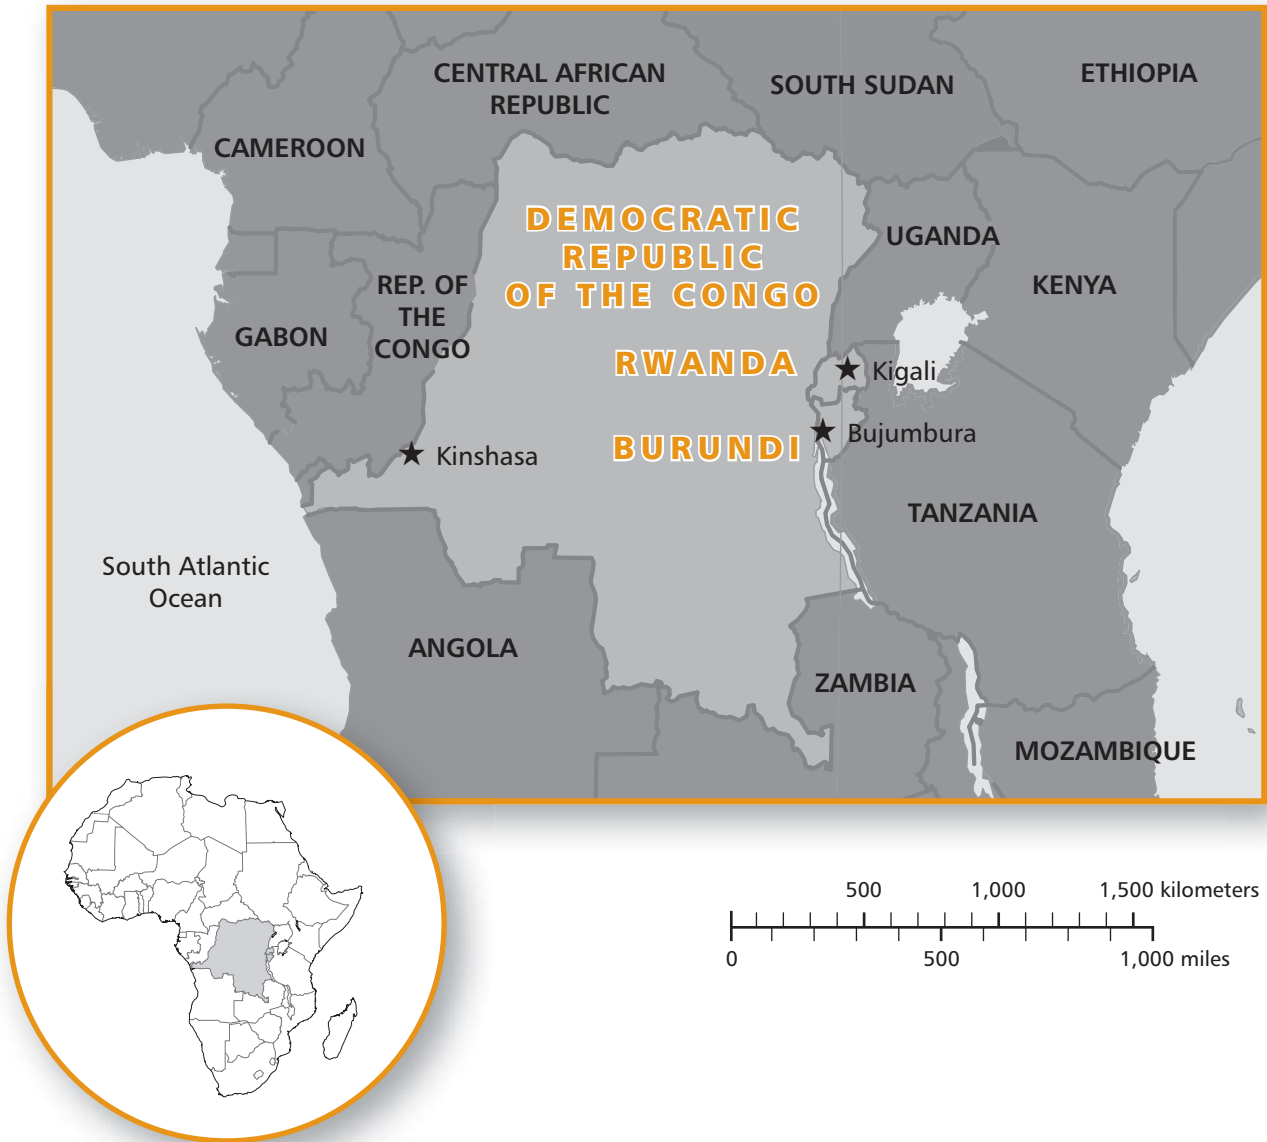 CENTRAL AFRICAN
REPUBLIC
SOUTH SUDAN
ETHIOPIA
CAMEROON
DEMOCRATIC
REPUBLIC
OF THE CONGO
UGANDA
KENYA
REP. OF
THE
CONGO
GABON
RWANDA
Kigali
BURUNDI
Bujumbura
Kinshasa
TANZANIA
South Atlantic
Ocean
ANGOLA
ZAMBIA
MOZAMBIQUE
500 1,000 1,500 kilometers
0 500 1,000 miles